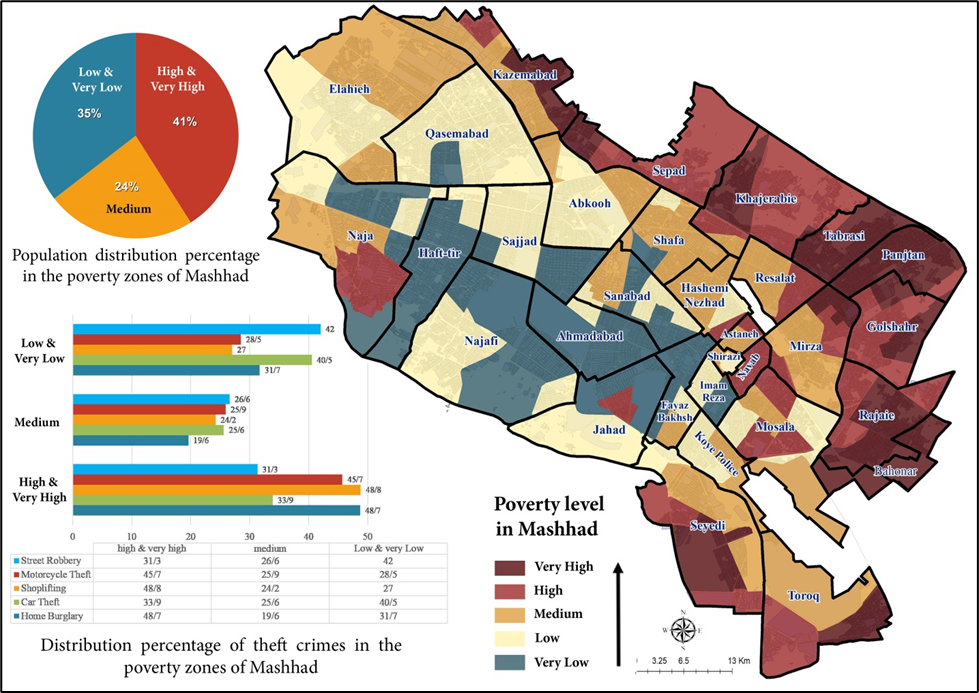 Low &
Very Low
35%
High &
Very High
41%
24%
Medium
Population distribution percentage
in the poverty zones of Mashhad
0 10 20 30 40 50
Low &
Very Low
42
28/5
27
40/5
31/7
Medium
26/6
25/9
24/2
25/6
19/6
High &
Very High
31/3
45/7
48/8
33/9
48/7
0 10 20 30 40 50
high & very high medium Low & very Low
Street Robbery 31/3 26/6 42
Motorcycle Theft 45/7 25/9 28/5
Shoplifting 48/8 24/2 27
Car Theft 33/9 25/6 40/5
Home Burglary 48/7 19/6 31/7
Distribution percentage of theft crimes in the
poverty zones of Mashhad
Kazemabad
Elahieh
Qasemabad
Sepad
Khajerabie
Abkooh
Tabrasi
Naja
Shafa
Sajjad
Haft-tir
Panjtan
Resalat
Hashemi
Nezhad
Sanabad
Golshahr
Ahmadabad
Astaneh
Najafi
Mirza
Shirazi
Navab
Imam
Reza
Fayaz
Bakhsh
Rajaie
Jahad
Mosala
Koye Police
Bahonar
Seyedi
Toroq
Poverty level
in Mashhad
Very High
High
Medium
Low
Very Low
N
W E
S
3.25 6.5 13 Km